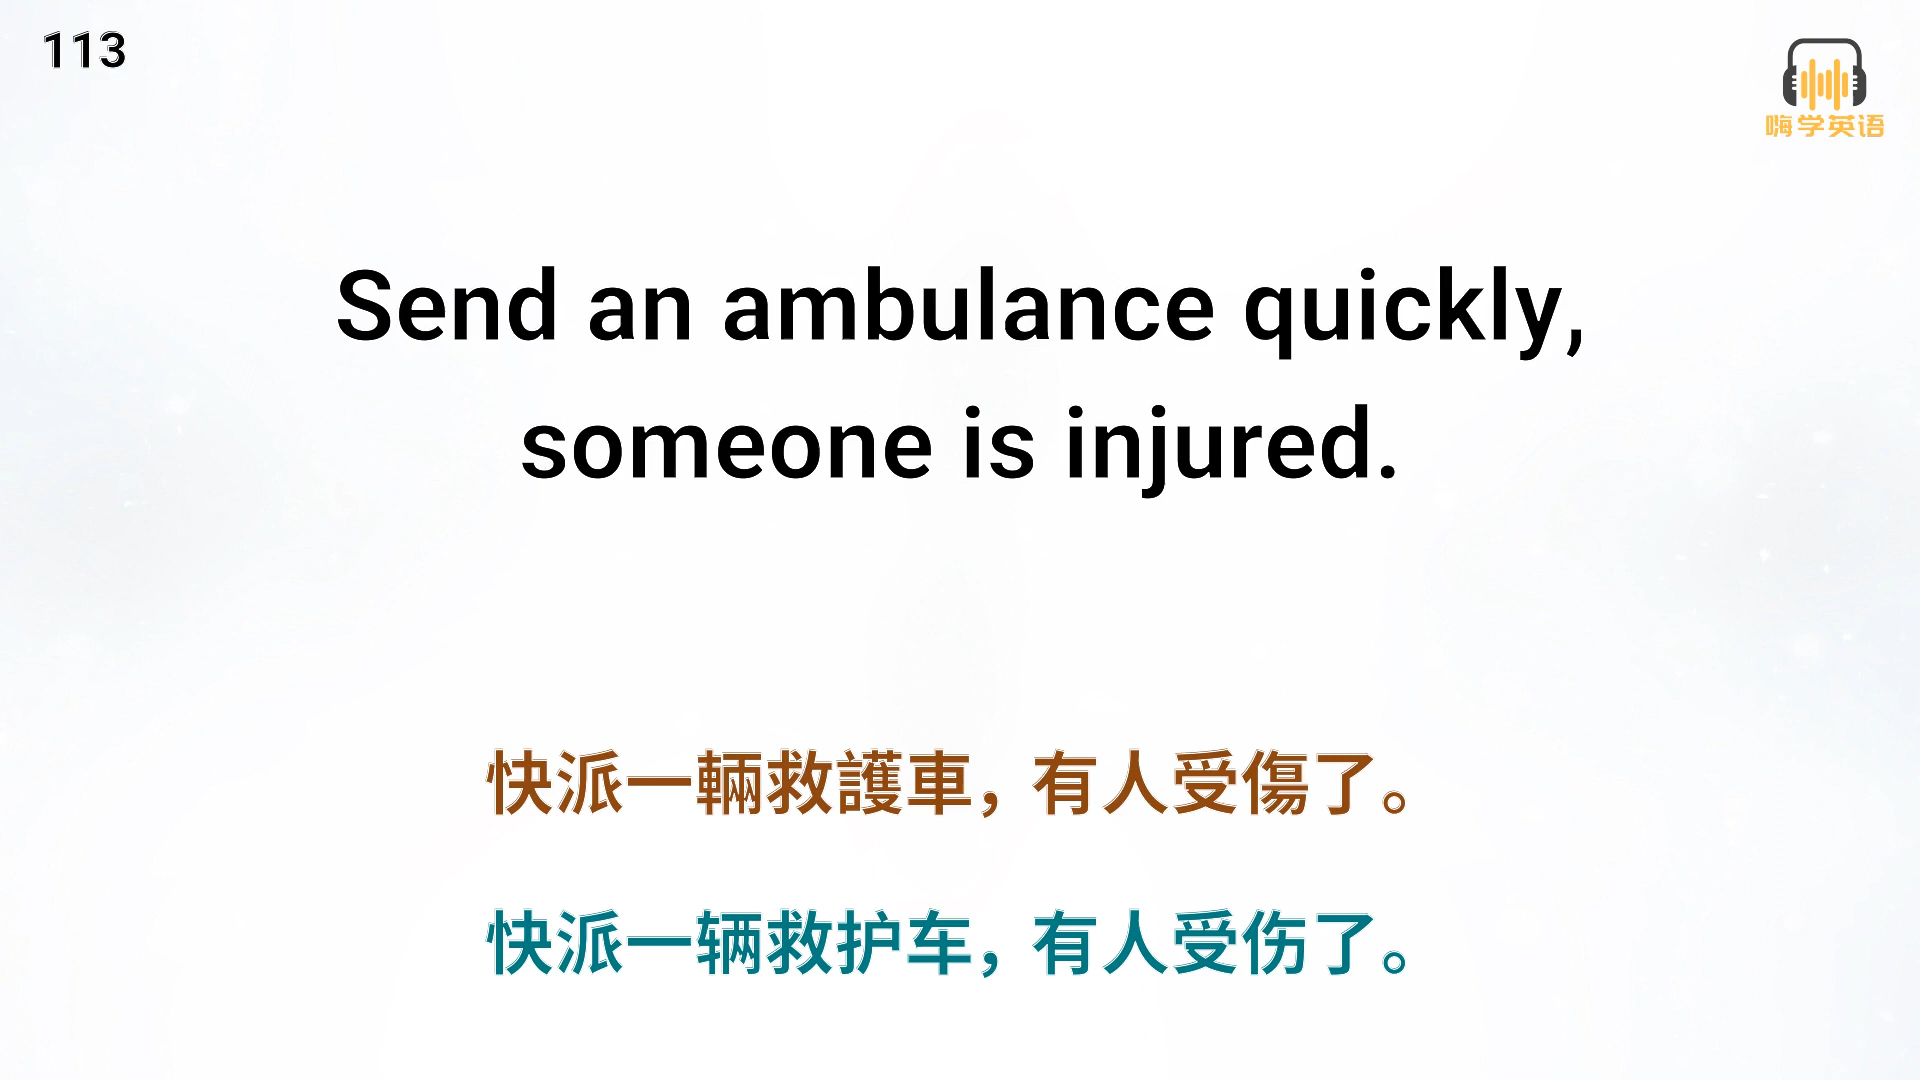 113
嗨学英语
Send an ambulance quickly,
someone is injured.
快派一輛救護車，有人受傷了。
快派一辆救护车，有人受伤了。